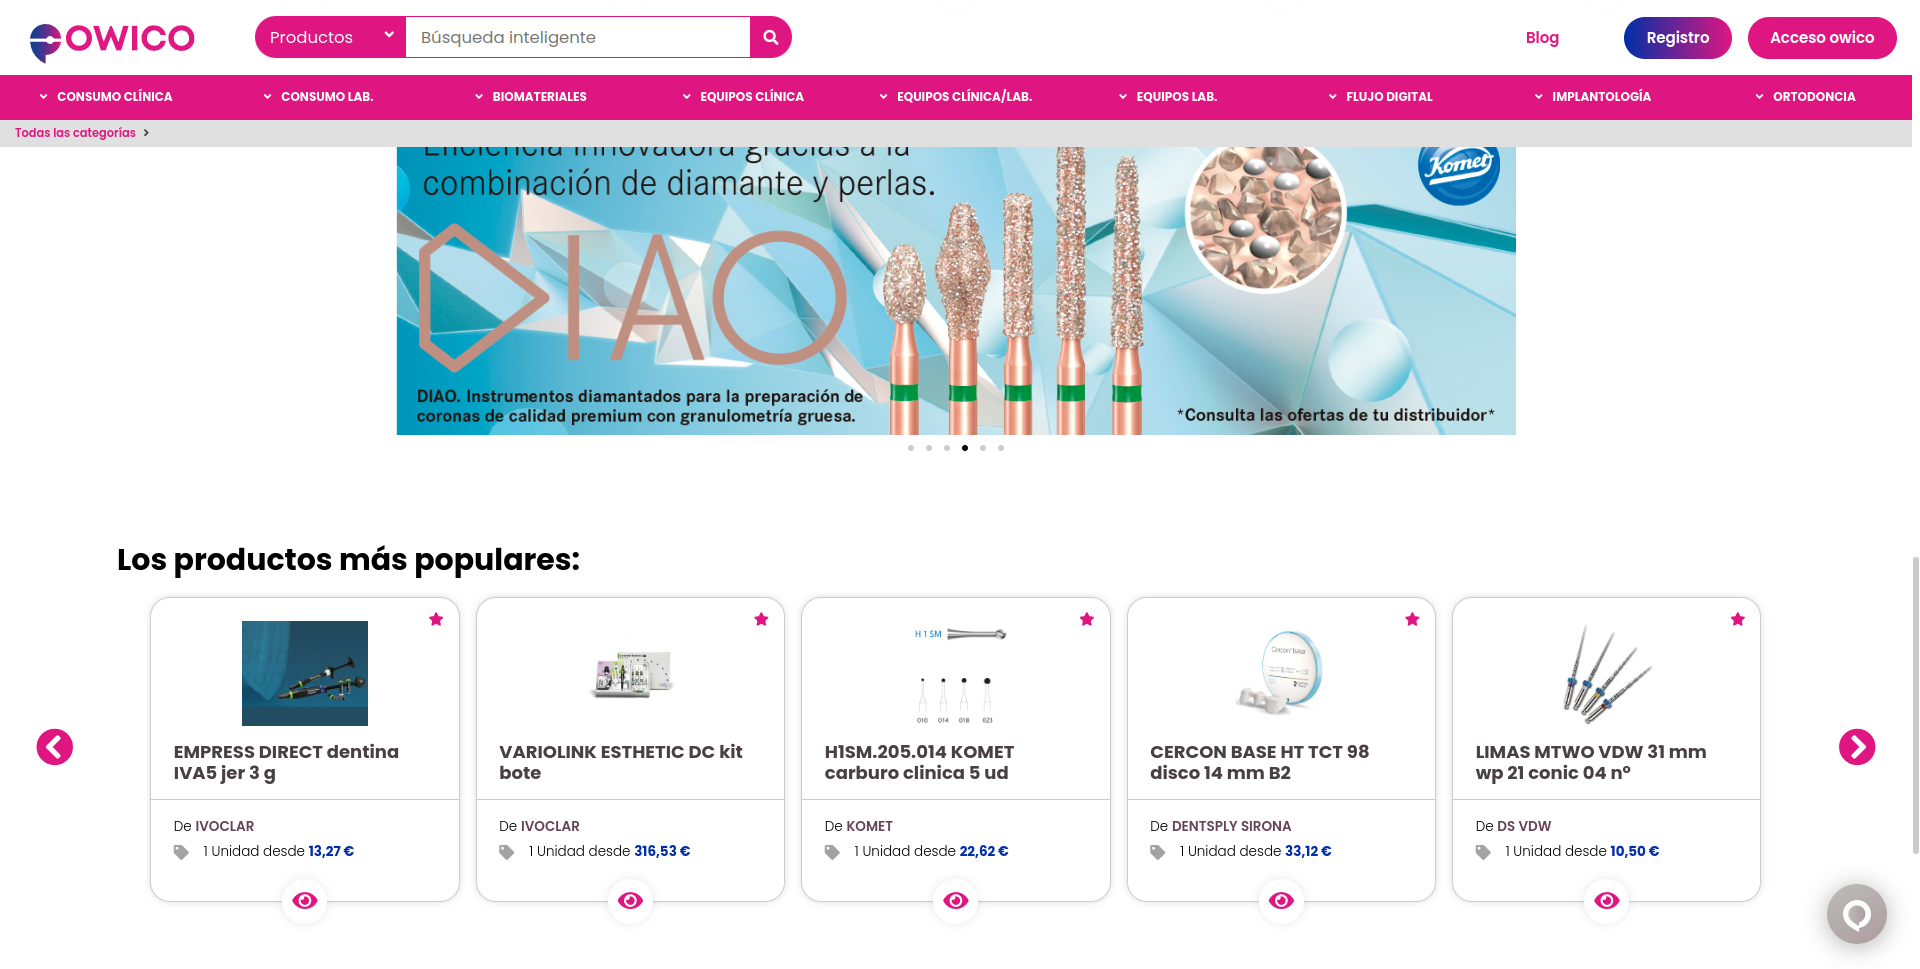 OWICO
Productos
Búsqueda inteligente
Blog
Registro
Acceso owico
CONSUMO CLÍNICA
CONSUMO LAB.
BIOMATERIALES
EQUIPOS CLÍNICA
EQUIPOS CLÍNICA/LAB.
EQUIPOS LAB.
FLUJO DIGITAL
IMPLANTOLOGÍA
ORTODONCIA
Todas las categorías
Eficiencia innovadora gracias a la
combinación de diamante y perlas.
Komet
DIAO
DIAO. Instrumentos diamantados para la preparación de
coronas de calidad premium con granulometría gruesa.
*Consulta las ofertas de tu distribuidor*
Los productos más populares:
EMPRESS DIRECT dentina
IVA5 jer 3 g
De IVOCLAR
1 Unidad desde 13,27 €
VARIOLINK ESTHETIC DC kit
bote
De IVOCLAR
1 Unidad desde 316,53 €
H 1 SM
010 014 018 023
H1SM.205.014 KOMET
carburo clinica 5 ud
De KOMET
1 Unidad desde 22,62 €
Cercon base
CERCON BASE HT TCT 98
disco 14 mm B2
De DENTSPLY SIRONA
1 Unidad desde 33,12 €
LIMAS MTWO VDW 31 mm
wp 21 conic 04 nº
De DS VDW
1 Unidad desde 10,50 €